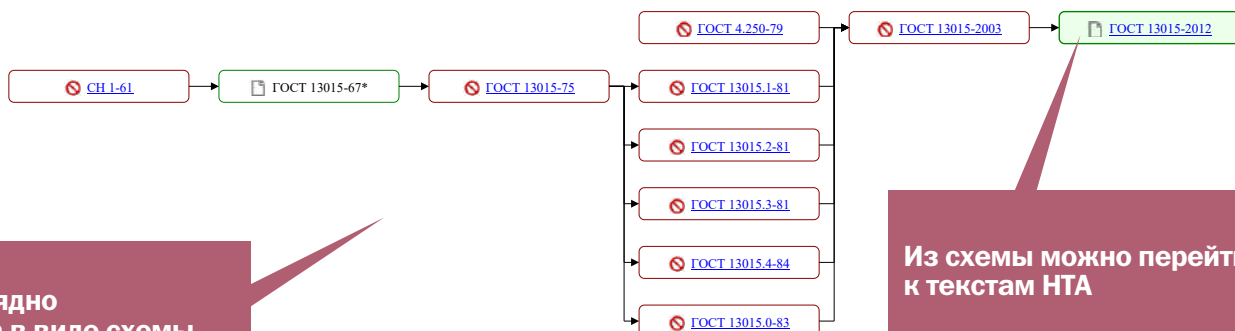 ГОСТ 4.250-79
ГОСТ 13015-2003
ГОСТ 13015-2012
СН 1-61
ГОСТ 13015-67*
ГОСТ 13015-75
ГОСТ 13015.1-81
ГОСТ 13015.2-81
ГОСТ 13015.3-81
ГОСТ 13015.4-84
ГОСТ 13015.0-83
Из схемы можно перейти
к текстам НТА
в виде схемы